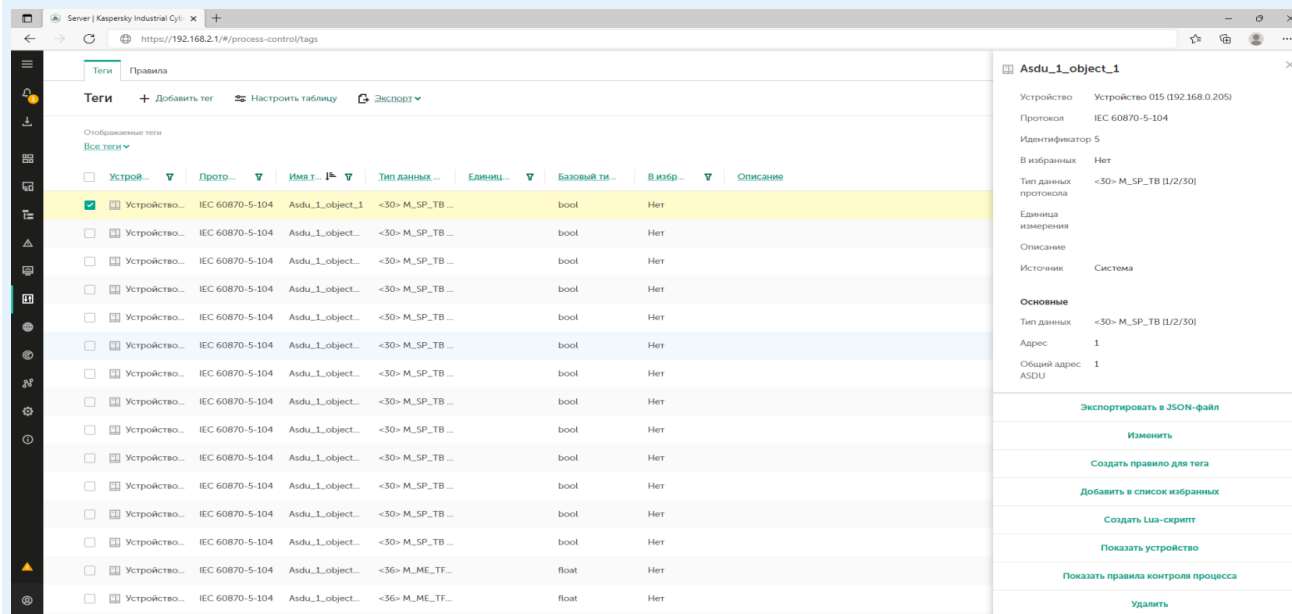 Server | Kaspersky Industrial Cyb
https://192.168.2.1/#/process-control/tags
Теги Правила
Теги + Добавить тег Настроить таблицу Экспорт
Отображаемые теги
Все теги
Устрой... Прото... Имя т... Тип данных ... Единиц... Базовый ти... В избр... Описание
Устройство... IEC 60870-5-104 Asdu_1_object_1 <30> M_SP_TB ... bool Нет
Устройство... IEC 60870-5-104 Asdu_1_object... <30> M_SP_TB ... bool Нет
Устройство... IEC 60870-5-104 Asdu_1_object... <30> M_SP_TB ... bool Нет
Устройство... IEC 60870-5-104 Asdu_1_object... <30> M_SP_TB ... bool Нет
Устройство... IEC 60870-5-104 Asdu_1_object... <30> M_SP_TB ... bool Нет
Устройство... IEC 60870-5-104 Asdu_1_object... <30> M_SP_TB ... bool Нет
Устройство... IEC 60870-5-104 Asdu_1_object... <30> M_SP_TB ... bool Нет
Устройство... IEC 60870-5-104 Asdu_1_object... <30> M_SP_TB ... bool Нет
Устройство... IEC 60870-5-104 Asdu_1_object... <30> M_SP_TB ... bool Нет
Устройство... IEC 60870-5-104 Asdu_1_object... <30> M_SP_TB ... bool Нет
Устройство... IEC 60870-5-104 Asdu_1_object... <30> M_SP_TB ... bool Нет
Устройство... IEC 60870-5-104 Asdu_1_object... <30> M_SP_TB ... bool Нет
Устройство... IEC 60870-5-104 Asdu_1_object... <30> M_SP_TB ... bool Нет
Устройство... IEC 60870-5-104 Asdu_1_object... <36> M_ME_TF... float Нет
Устройство... IEC 60870-5-104 Asdu_1_object... <36> M_ME_TF... float Нет
Asdu_1_object_1
Устройство Устройство 015 (192.168.0.205)
Протокол IEC 60870-5-104
Идентификатор 5
В избранных Нет
Тип данных <30> M_SP_TB [1/2/30]
протокола
Единица
измерения
Описание
Источник Система
Основные
Тип данных <30> M_SP_TB [1/2/30]
Адрес 1
Общий адрес 1
ASDU
Экспортировать в JSON-файл
Изменить
Создать правило для тега
Добавить в список избранных
Создать Lua-скрипт
Показать устройство
Показать правила контроля процесса
Удалить